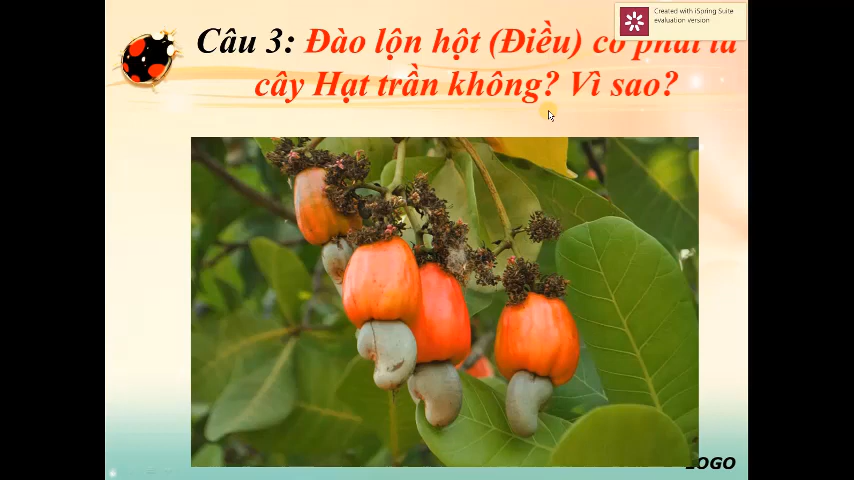 Created with iSpring Suite
evaluation version
Câu 3: Đào lộn hột (Điều) có phải là
cây Hạt trần không? Vì sao?
LOGO